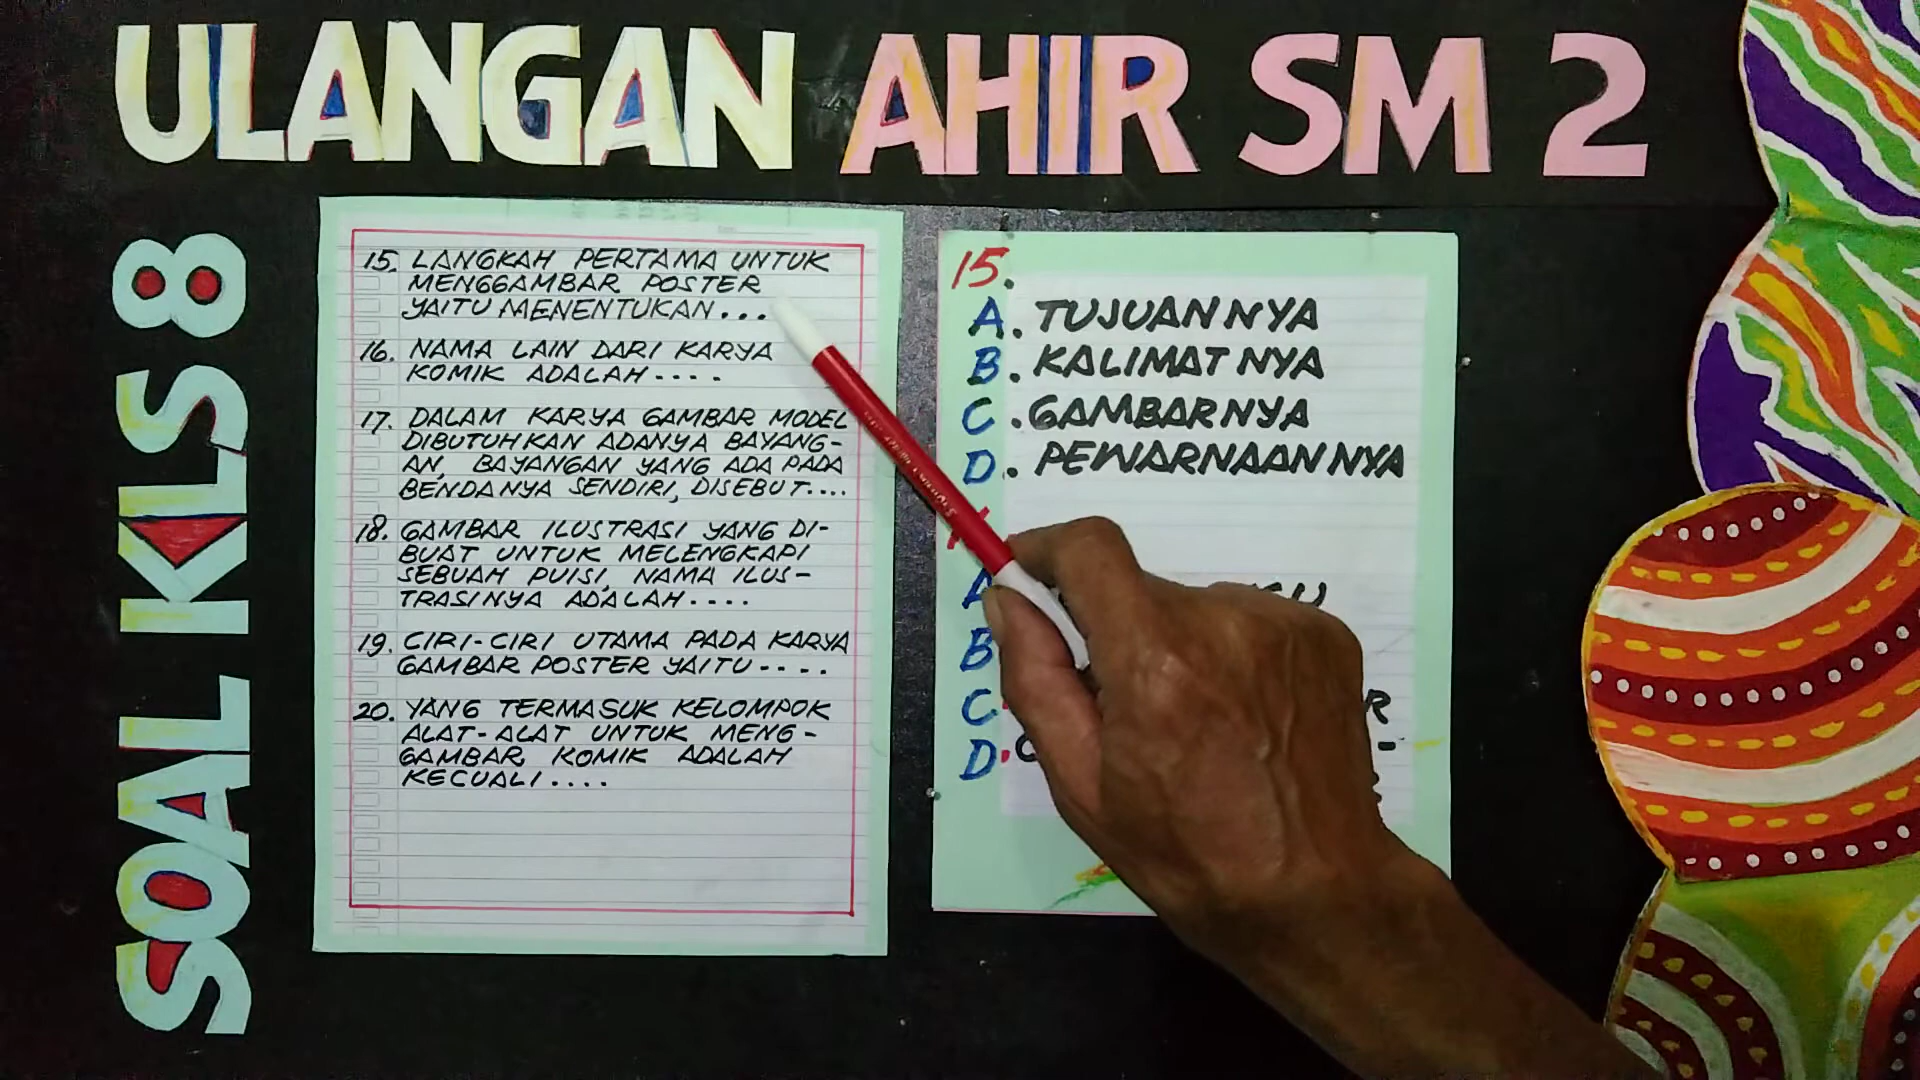 ULANGAN AHIR SM 2
SOAL KLS 8
15. LANGKAH PERTAMA UNTUK
MENGGAMBAR POSTER
YAITU MENENTUKAN...
16. NAMA LAIN DARI KARYA
KOMIK ADALAH....
17. DALAM KARYA GAMBAR MODEL
DIBUTUHKAN ADANYA BAYANG-
AN, BAYANGAN YANG ADA PADA
BENDANYA SENDIRI, DISEBUT....
18. GAMBAR ILUSTRASI YANG DI-
BUAT UNTUK MELENGKAPI
SEBUAH PUISI, NAMA ILUS-
TRASINYA ADALAH....
19. CIRI-CIRI UTAMA PADA KARYA
GAMBAR POSTER YAITU....
20. YANG TERMASUK KELOMPOK
ALAT-ALAT UNTUK MENG-
GAMBAR KOMIK ADALAH
KECUALI....
15.
A. TUJUANNYA
B. KALIMATNYA
C. GAMBARNYA
D. PEWARNAANNYA
A
B
C.
D.